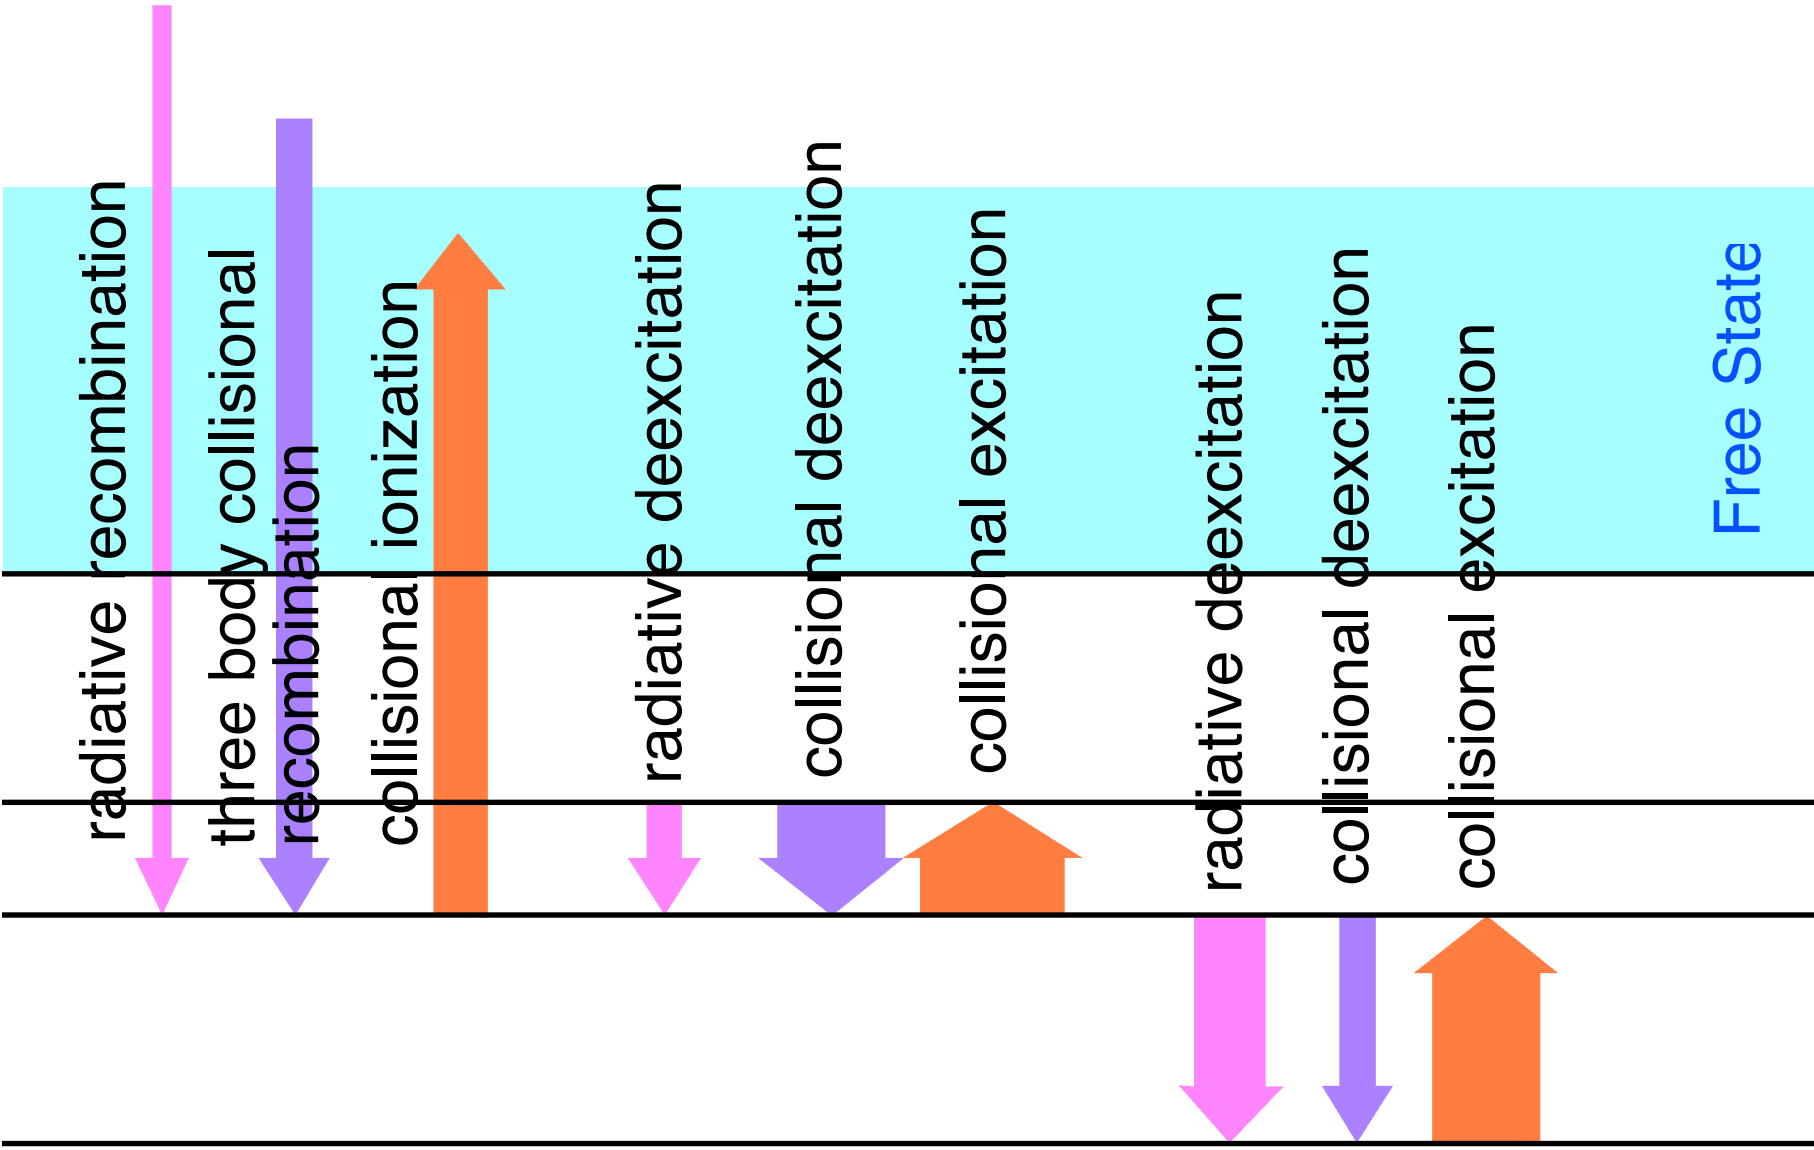 radiative recombination
three body collisional
recombination
collisional ionization
radiative deexcitation
collisional deexcitation
collisional excitation
radiative deexcitation
collisional deexcitation
collisional excitation
Free State